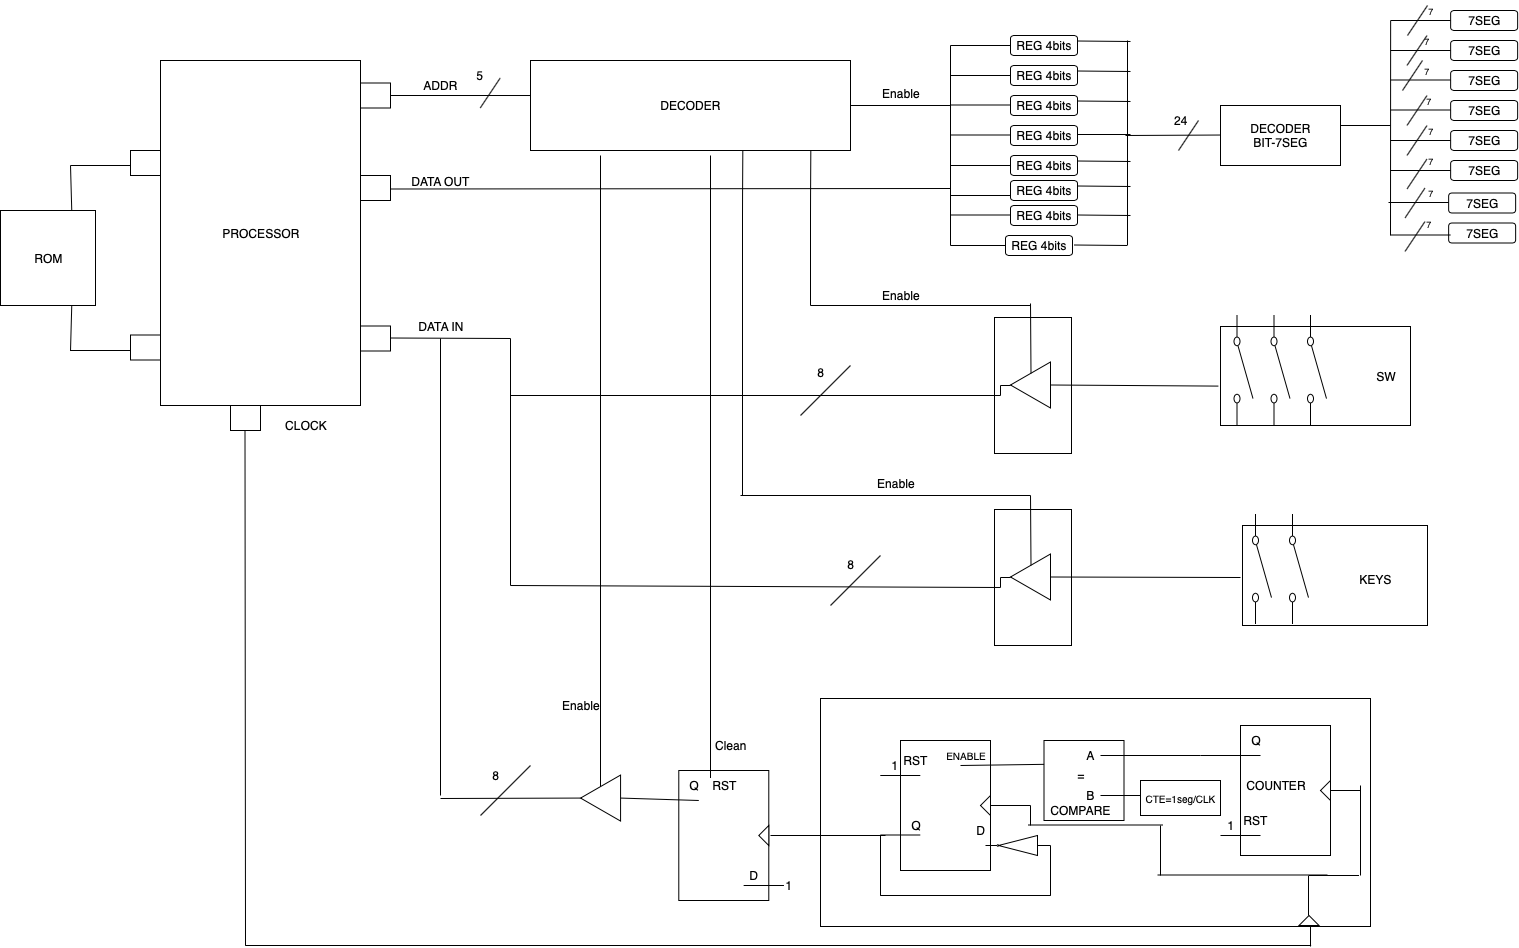 7
7SEG
7
7SEG
7
7SEG
7
7SEG
7
7SEG
7
7SEG
7
7SEG
7
7SEG
REG 4bits
REG 4bits
REG 4bits
REG 4bits
REG 4bits
REG 4bits
REG 4bits
REG 4bits
ADDR
5
DECODER
Enable
24
DECODER
BIT-7SEG
DATA OUT
PROCESSOR
ROM
DATA IN
CLOCK
Enable
8
SW
Enable
8
KEYS
Enable
Clean
8
Q RST
D
1
1
RST
ENABLE
Q
D
A
=
B
COMPARE
CTE=1seg/CLK
Q
COUNTER
1
RST